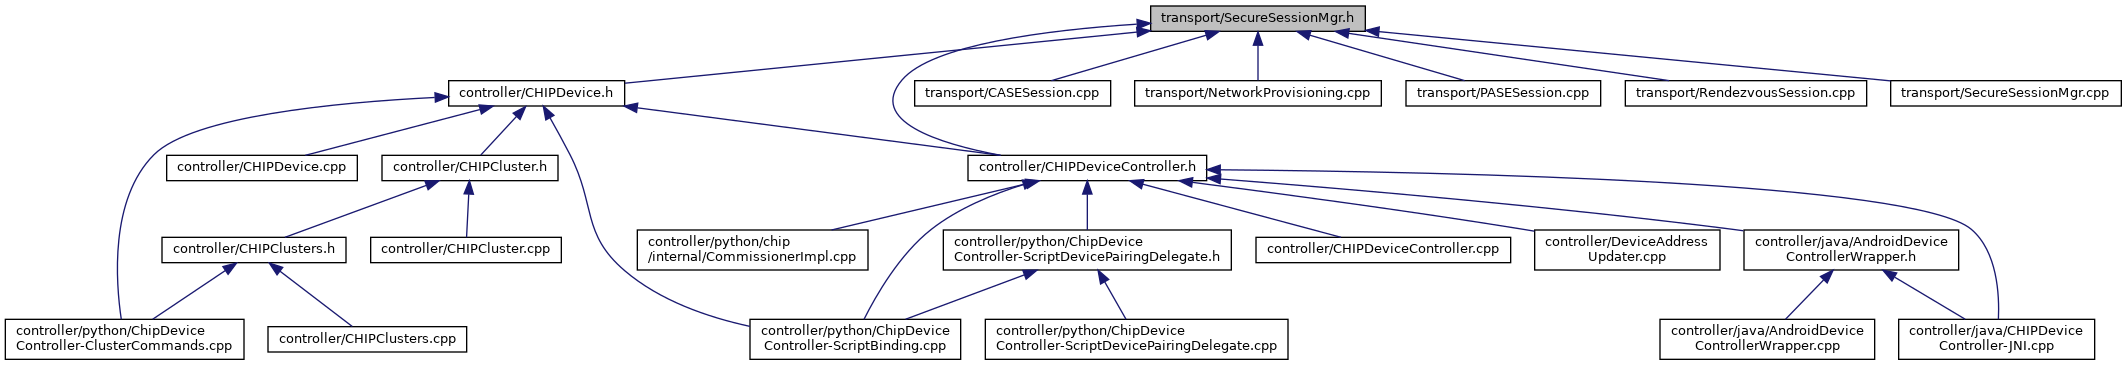 transport/SecureSessionMgr.h
controller/CHIPDevice.h
transport/CASESession.cpp
transport/NetworkProvisioning.cpp
transport/PASESession.cpp
transport/RendezvousSession.cpp
transport/SecureSessionMgr.cpp
controller/CHIPDevice.cpp
controller/CHIPCluster.h
controller/CHIPDeviceController.h
controller/CHIPClusters.h
controller/CHIPCluster.cpp
controller/python/chip
/internal/CommissionerImpl.cpp
controller/python/ChipDevice
Controller-ScriptDevicePairingDelegate.h
controller/CHIPDeviceController.cpp
controller/DeviceAddress
Updater.cpp
controller/java/AndroidDevice
ControllerWrapper.h
controller/python/ChipDevice
Controller-ClusterCommands.cpp
controller/CHIPClusters.cpp
controller/python/ChipDevice
Controller-ScriptBinding.cpp
controller/python/ChipDevice
Controller-ScriptDevicePairingDelegate.cpp
controller/java/AndroidDevice
ControllerWrapper.cpp
controller/java/CHIPDevice
Controller-JNI.cpp